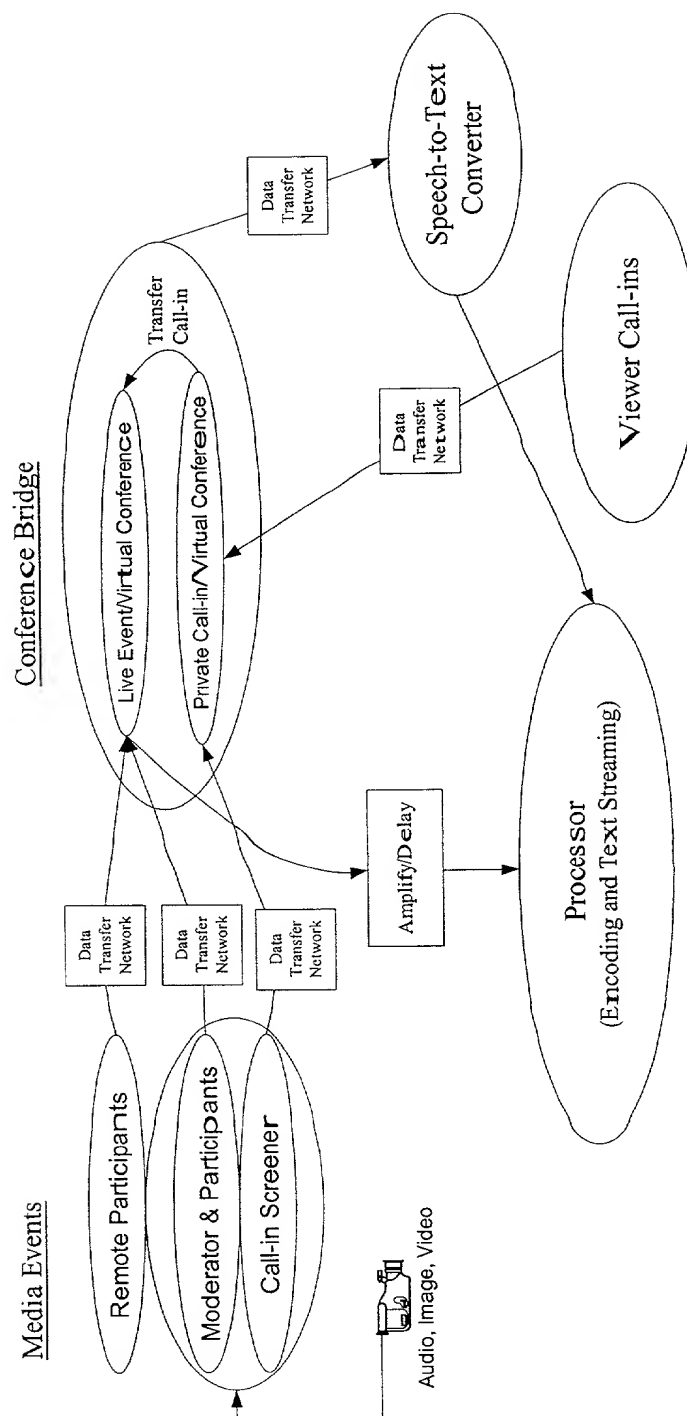 Media Events
Conference Bridge
Remote Participants
Moderator & Participants
Call-in Screener
Audio, Image, Video
Data
Transfer
Network
Data
Transfer
Network
Data
Transfer
Network
Live Event/Virtual Conference
Private Call-in/Virtual Conference
Transfer
Call-in
Data
Transfer
Network
Speech-to-Text
Converter
Data
Transfer
Network
Viewer Call-ins
Amplify/Delay
Processor
(Encoding and Text Streaming)